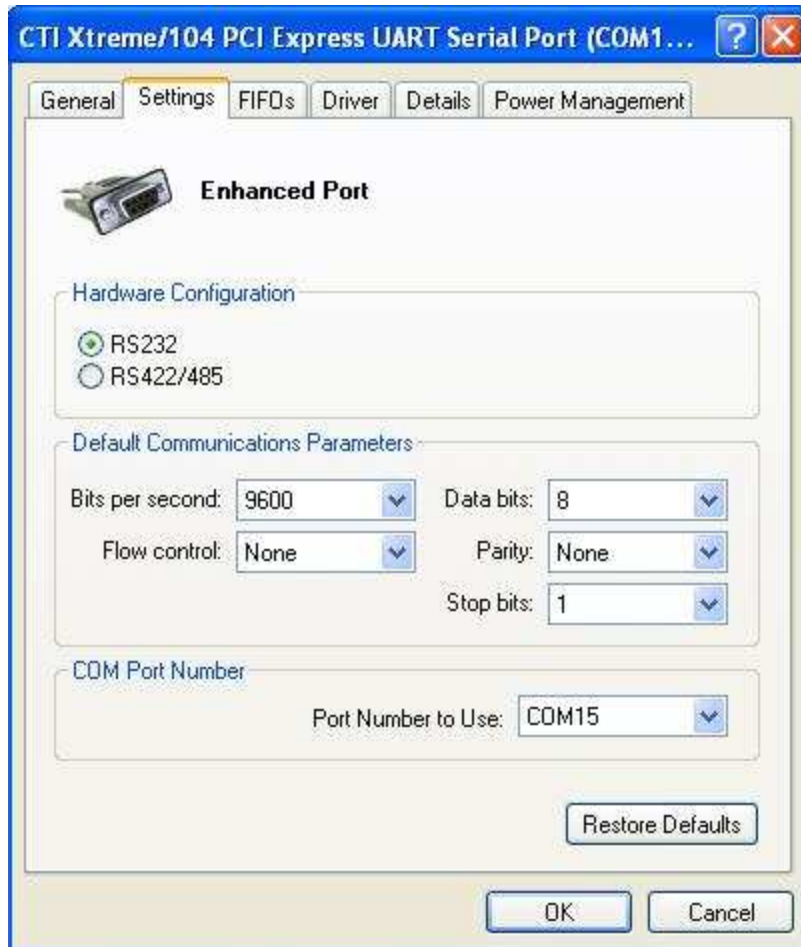 CTI Xtreme/104 PCI Express UART Serial Port (COM1...
General Settings FIFOs Driver Details Power Management
Enhanced Port
Hardware Configuration
RS232
RS422/485
Default Communications Parameters
Bits per second: 9600 Data bits: 8
Flow control: None Parity: None
Stop bits: 1
COM Port Number
Port Number to Use: COM15
Restore Defaults
OK Cancel